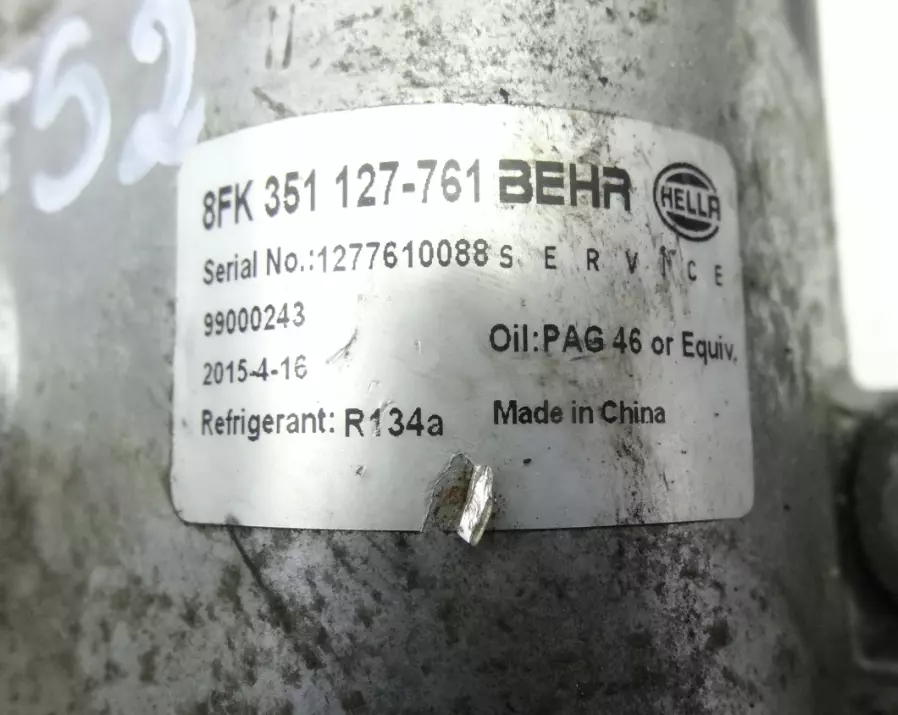 52
8FK 351 127-761 BEHR HELLA
Serial No.:1277610088 SERVICE
99000243
2015-4-16
Oil:PAG 46 or Equiv.
Refrigerant: R134a
Made in China